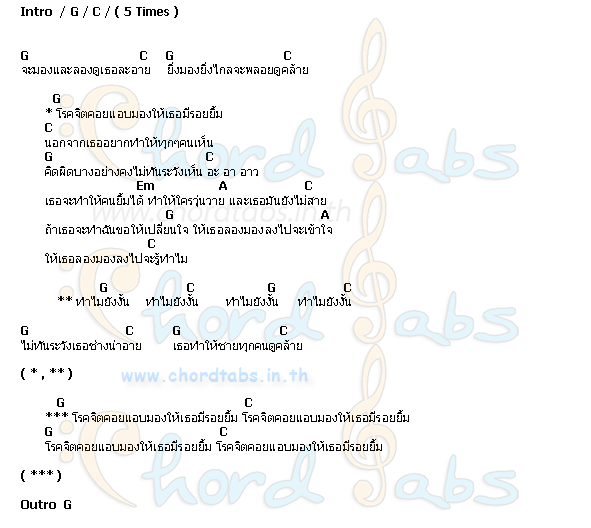 Intro / G / C / ( 5 Times )
G C G C
จะมองและลองดูเธอละอาย ยิ่งมองยิ่งไกลจะพลอยดูคล้าย
G
* โรคจิตคอยแอบมองให้เธอมีรอยยิ้ม
C
นอกจากเธออยากทำให้ทุกๆคนเห็น
G C
คิดผิดบางอย่างคงไม่ทันระวังเห็น อะ อา อาว
Em A C
เธอจะทำให้คนยิ้มได้ ทำให้ใครวุ่นวาย และเธอมันยังไม่สาย
www.chordtabs.in.th
G A
ถ้าเธอจะทำฉันขอให้เปลี่ยนใจ ให้เธอลองมองลงไปจะเข้าใจ
C
ให้เธอลองมองลงไปจะรู้ทำไม
G C G C
** ทำไมยังงั้น ทำไมยังงั้น ทำไมยังงั้น ทำไมยังงั้น
G C G C
ไม่ทันระวังเธอช่างน่าอาย เธอทำให้ชายทุกคนดูคล้าย
( * , ** )
www.chordtabs.in.th
G C
*** โรคจิตคอยแอบมองให้เธอมีรอยยิ้ม โรคจิตคอยแอบมองให้เธอมีรอยยิ้ม
G C
โรคจิตคอยแอบมองให้เธอมีรอยยิ้ม โรคจิตคอยแอบมองให้เธอมีรอยยิ้ม
( *** )
Outro G